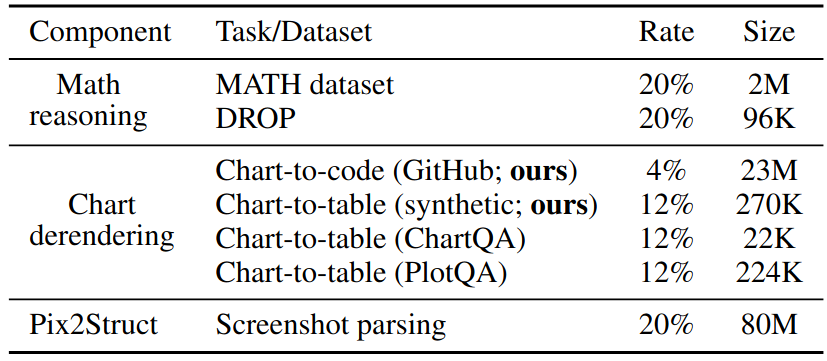 Component Task/Dataset Rate Size
Math reasoning MATH dataset 20% 2M
DROP 20% 96K
Chart derendering Chart-to-code (GitHub; ours) 4% 23M
Chart-to-table (synthetic; ours) 12% 270K
Chart-to-table (ChartQA) 12% 22K
Chart-to-table (PlotQA) 12% 224K
Pix2Struct Screenshot parsing 20% 80M